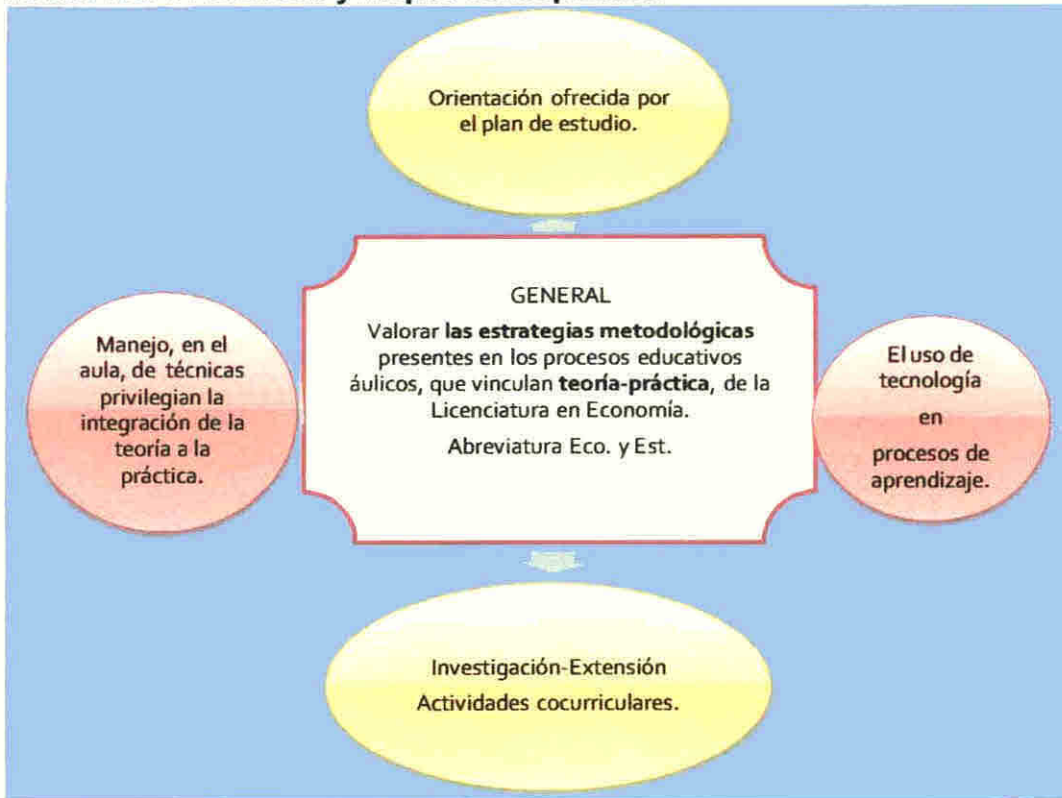 Orientación ofrecida por
el plan de estudio.
GENERAL
Valorar las estrategias metodológicas
presentes en los procesos educativos
áulicos, que vinculan teoría-práctica, de la
Licenciatura en Economía.
Abreviatura Eco. y Est.
Manejo, en el
aula, de técnicas
privilegian la
integración de la
teoría a la
práctica.
El uso de
tecnología
en
procesos de
aprendizaje.
Investigación-Extensión
Actividades cocurriculares.